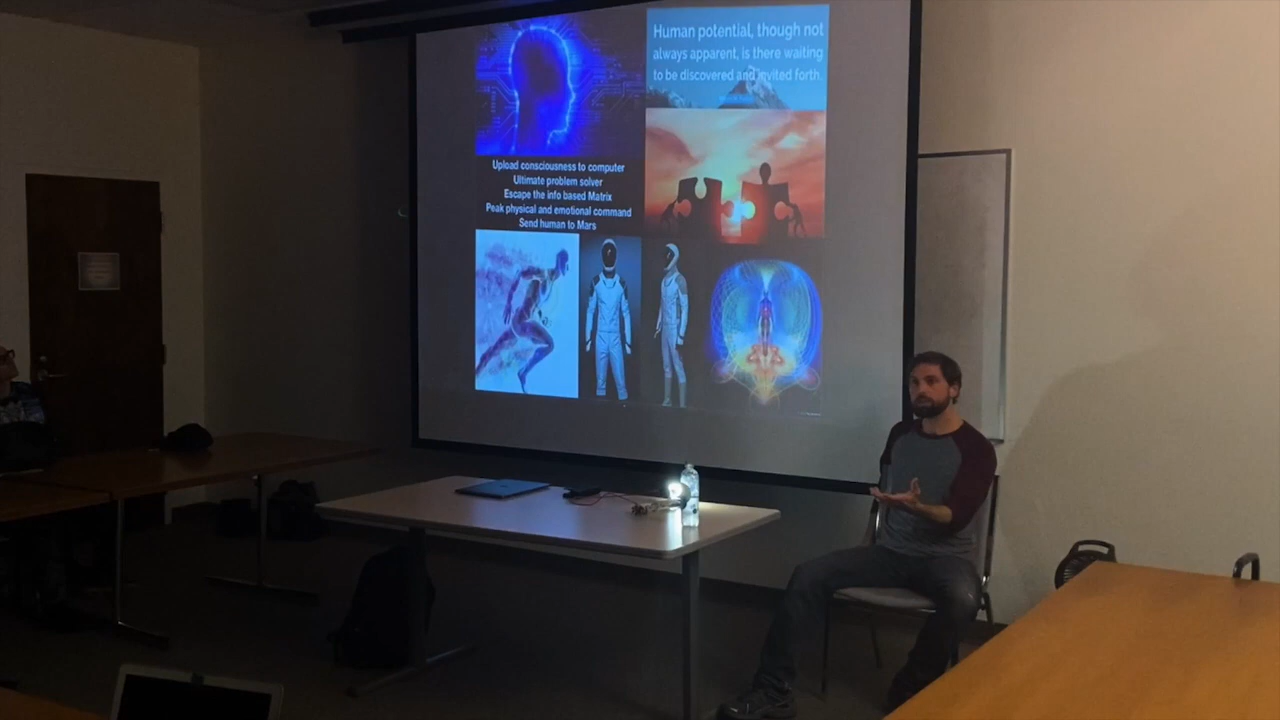 Human potential, though not
always apparent, is there waiting
to be discovered and invited forth.
Upload consciousness to computer
Ultimate problem solver
Escape the info based Matrix
Peak physical and emotional command
Send human to Mars